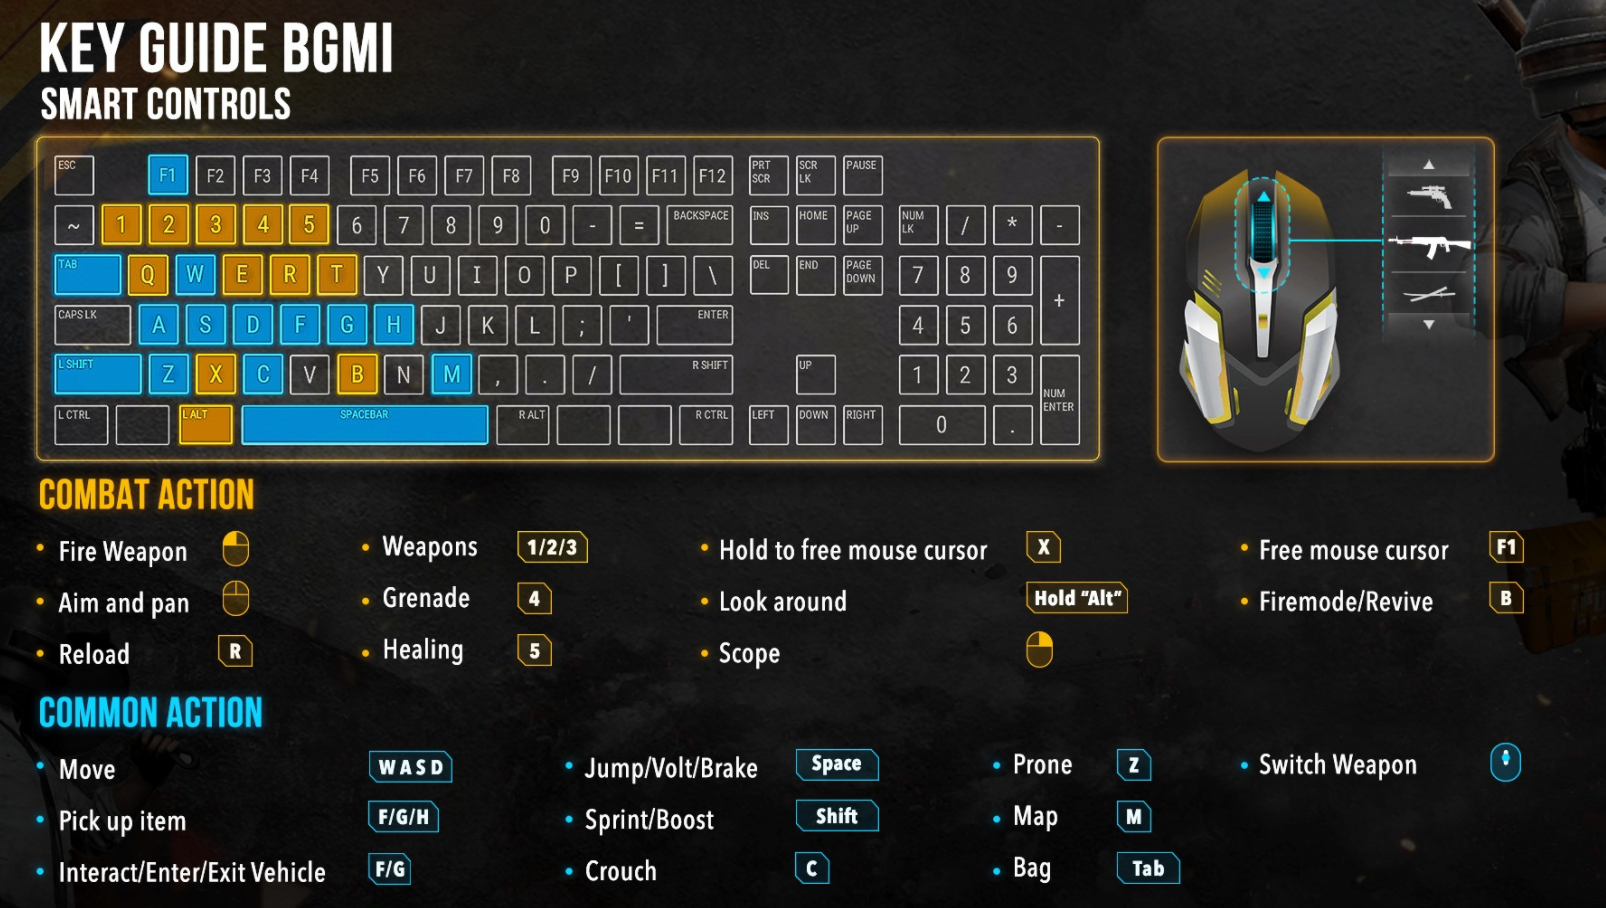 KEY GUIDE BGMI
SMART CONTROLS
ESC F1 F2 F3 F4 F5 F6 F7 F8 F9 F10 F11 F12 PRT SCR SCR LK PAUSE
~ 1 2 3 4 5 6 7 8 9 0 - = BACKSPACE INS HOME PAGE UP NUM LK / * -
TAB Q W E R T Y U I O P [ ] \ DEL END PAGE DOWN 7 8 9 +
CAPS LK A S D F G H J K L ; ' ENTER 4 5 6
L SHIFT Z X C V B N M , . / R SHIFT UP 1 2 3 NUM ENTER
L CTRL L ALT SPACEBAR R ALT R CTRL LEFT DOWN RIGHT 0 .
COMBAT ACTION
• Fire Weapon
• Weapons 1/2/3
• Hold to free mouse cursor X
• Free mouse cursor F1
• Aim and pan
• Grenade 4
• Look around Hold "Alt"
• Firemode/Revive B
• Reload R
• Healing 5
• Scope
COMMON ACTION
• Move W A S D
• Jump/Volt/Brake Space
• Prone Z
• Switch Weapon
• Pick up item F/G/H
• Sprint/Boost Shift
• Map M
• Interact/Enter/Exit Vehicle F/G
• Crouch C
• Bag Tab